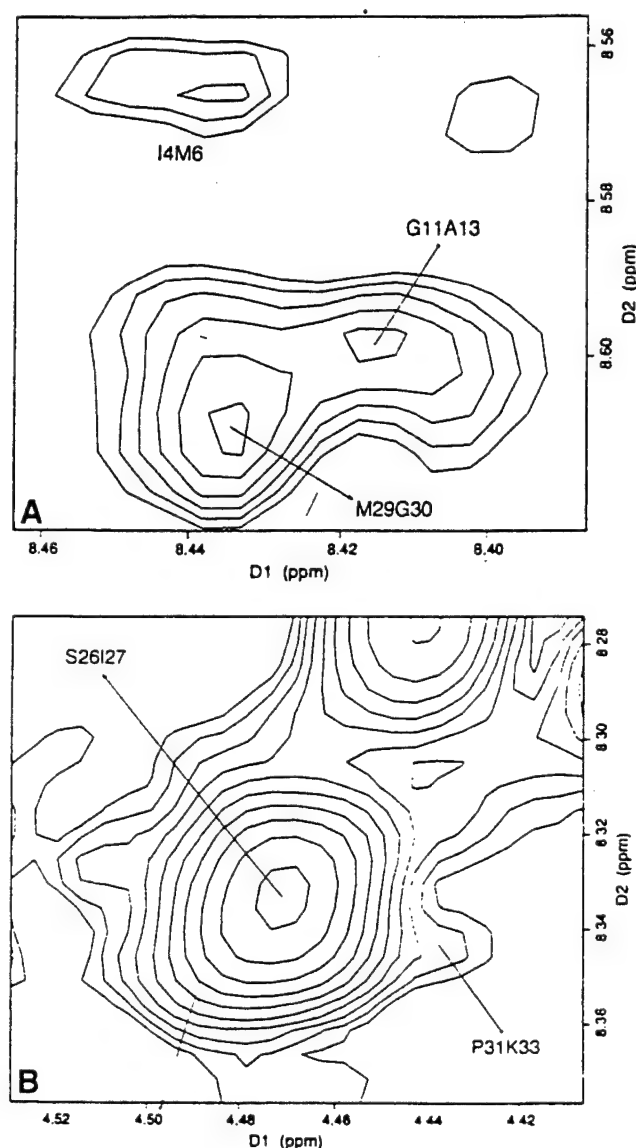 8.56
I4M6
8.58
G11A13
D2 (ppm)
8.60
M29G30
A
8.46
8.44
8.42
8.40
D1 (ppm)
S26I27
8.28
8.30
8.32
D2 (ppm)
8.34
8.36
P31K33
B
4.52
4.50
4.48
4.46
4.44
4 42
D1 (ppm)